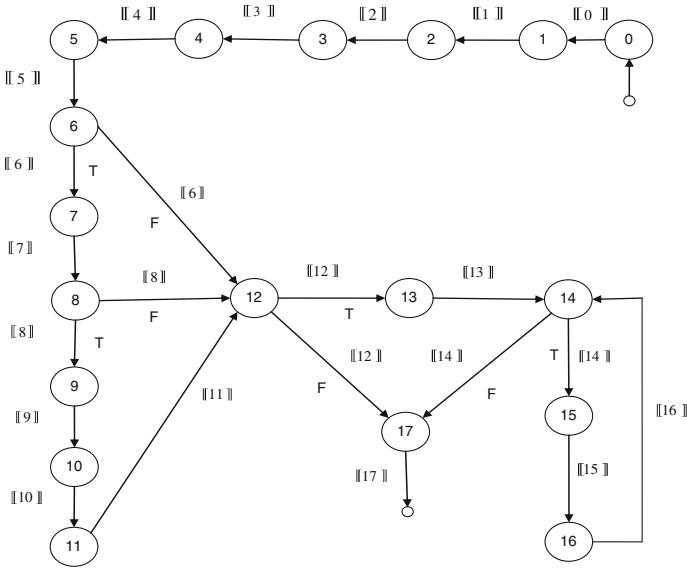 ⟦ 4 ⟧ ⟦ 3 ⟧ ⟦ 2 ⟧ ⟦ 1 ⟧ ⟦ 0 ⟧
5 4 3 2 1 0
⟦ 5 ⟧
6
⟦ 6 ⟧ T
⟦ 6 ⟧
F
7
⟦ 7 ⟧
⟦ 8 ⟧ ⟦ 12 ⟧ ⟦ 13 ⟧
8 12 13 14
F T
⟦ 8 ⟧ T
⟦ 12 ⟧ ⟦ 14 ⟧ T ⟦ 14 ⟧
9 F F
⟦ 11 ⟧
⟦ 16 ⟧
⟦ 9 ⟧ 17 15
10 ⟦ 17 ⟧ ⟦ 15 ⟧
⟦ 10 ⟧
11 16